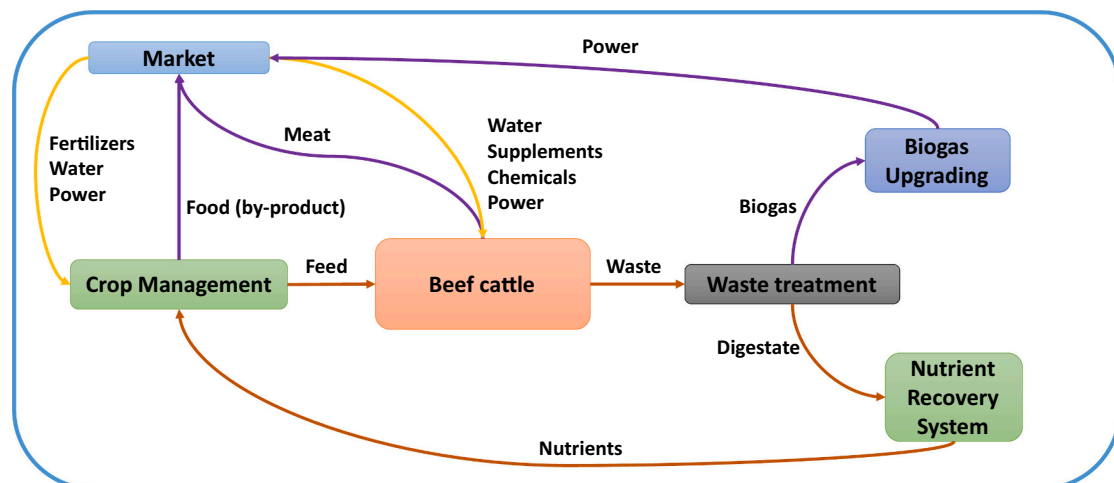 Power
Market
Meat
Fertilizers
Water
Power
Water
Supplements
Chemicals
Power
Food (by-product)
Biogas
Upgrading
Biogas
Crop Management
Feed
Beef cattle
Waste
Waste treatment
Digestate
Nutrient
Recovery
System
Nutrients